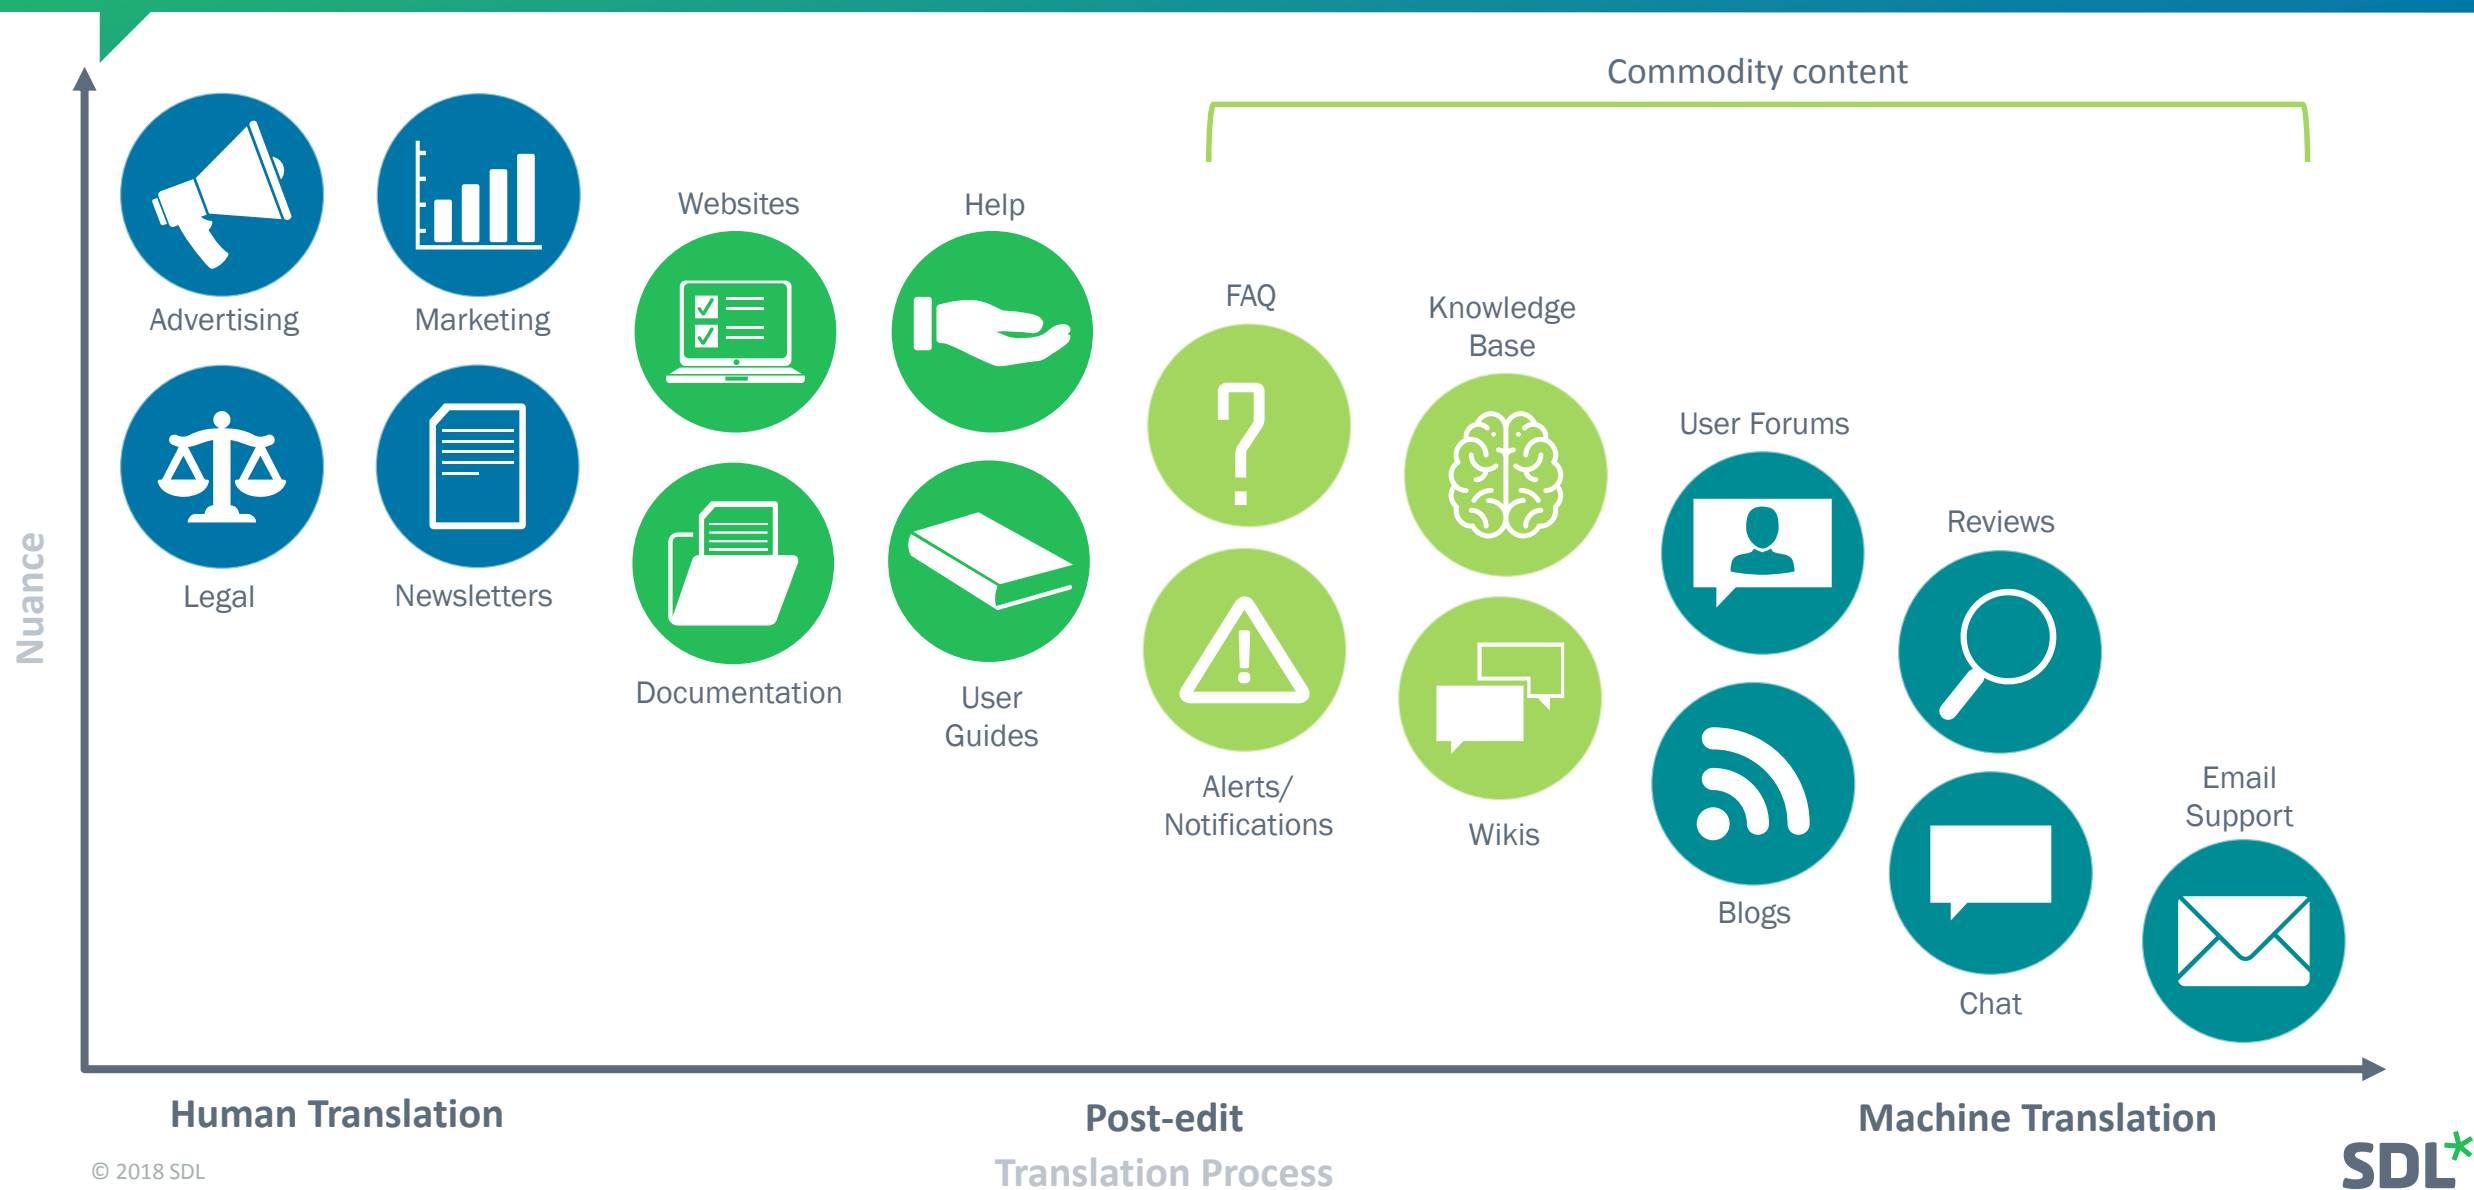 Commodity content
Advertising
Marketing
Legal
Newsletters
Websites
Help
Documentation
User
Guides
FAQ
Knowledge
Base
Alerts/
Notifications
Wikis
User Forums
Reviews
Blogs
Chat
Email
Support
Nuance
Human Translation
Post-edit
Machine Translation
Translation Process
© 2018 SDL
SDL*